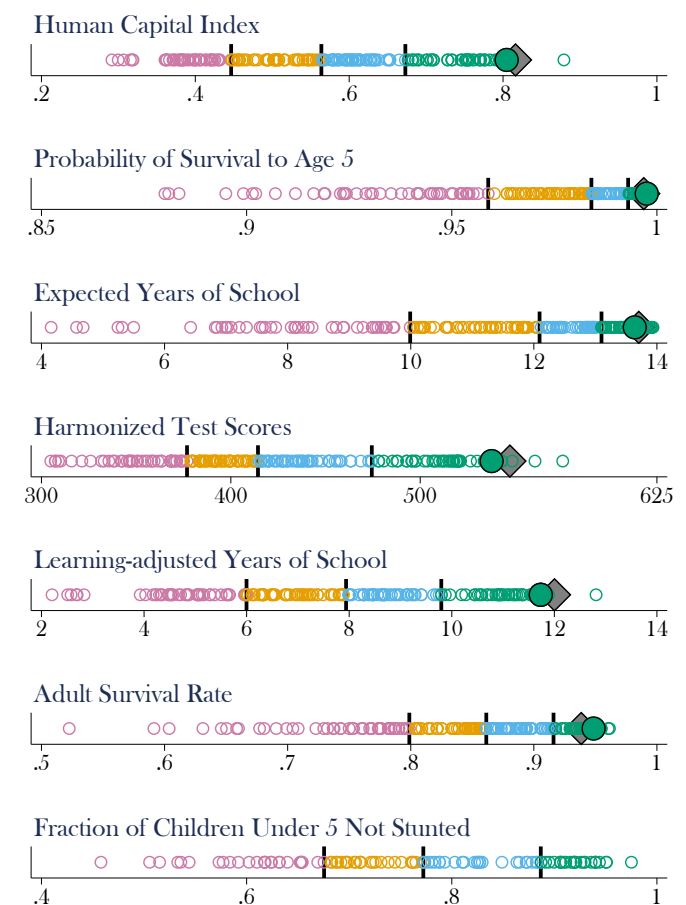 Human Capital Index
.2 .4 .6 .8 1
Probability of Survival to Age 5
.85 .9 .95 1
Expected Years of School
4 6 8 10 12 14
Harmonized Test Scores
300 400 500 625
Learning-adjusted Years of School
2 4 6 8 10 12 14
Adult Survival Rate
.5 .6 .7 .8 .9 1
Fraction of Children Under 5 Not Stunted
.4 .6 .8 1